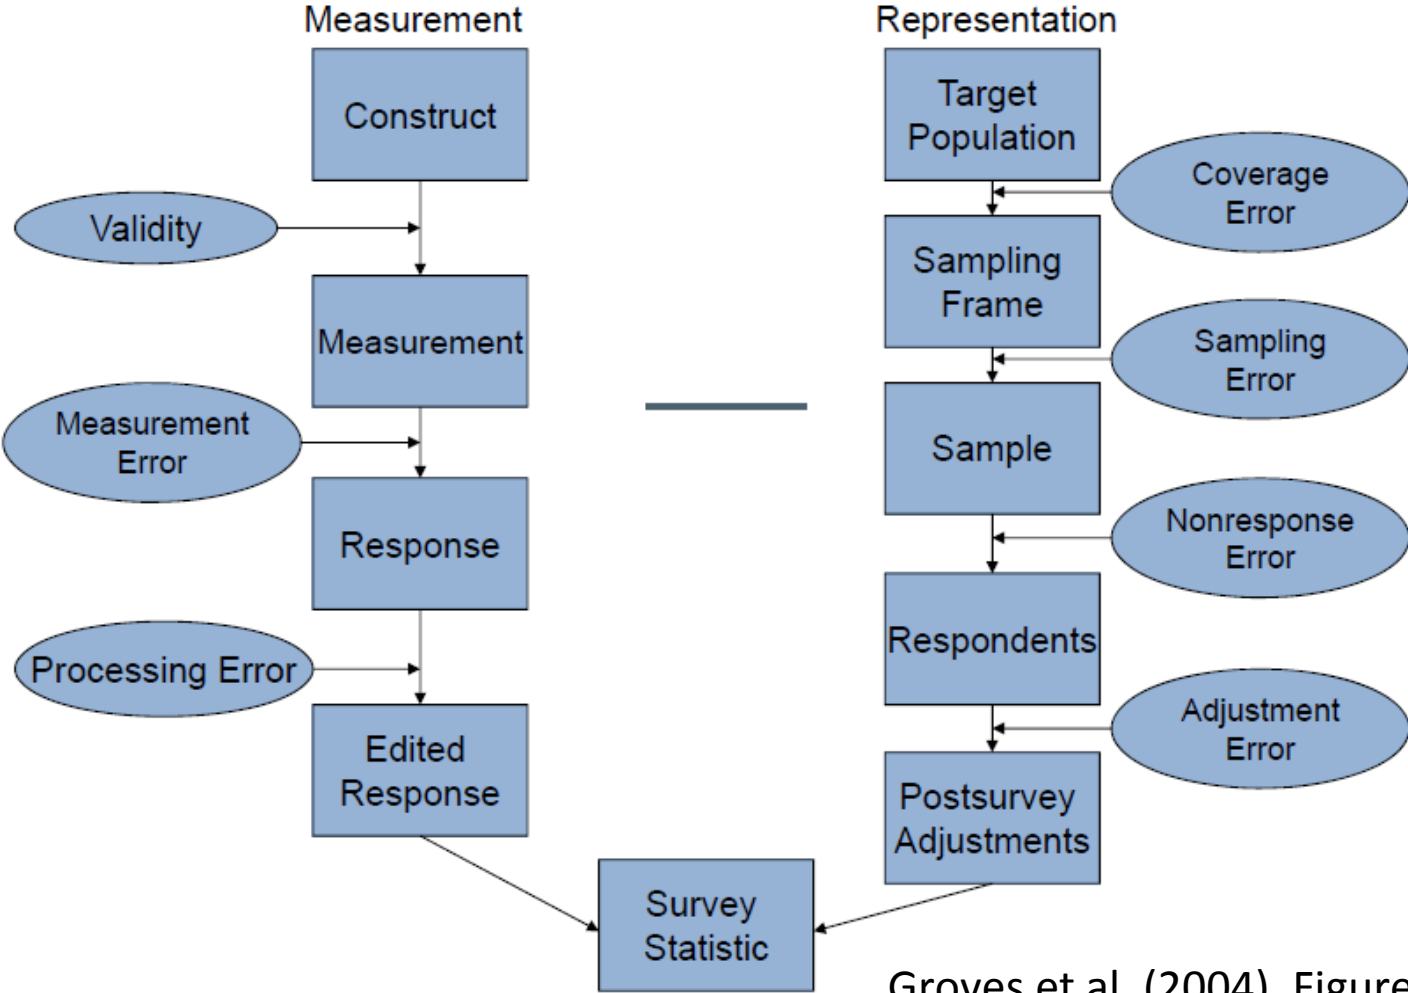 Measurement
Construct
Validity
Measurement
Measurement
Error
Response
Processing Error
Edited
Response
Representation
Target
Population
Coverage
Error
Sampling
Frame
Sampling
Error
Sample
Nonresponse
Error
Respondents
Adjustment
Error
Postsurvey
Adjustments
Survey
Statistic
Groves et al. (2004), Figure